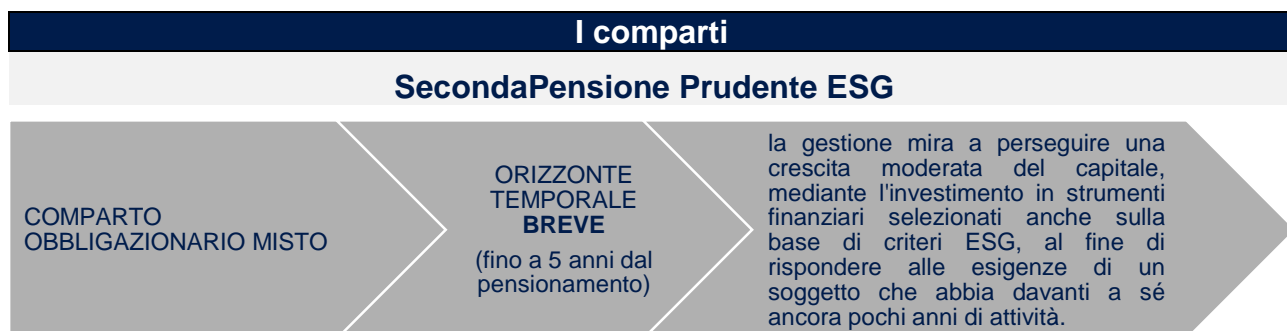 I comparti
SecondaPensione Prudente ESG
COMPARTO
OBBLIGAZIONARIO MISTO
ORIZZONTE
TEMPORALE
BREVE
(fino a 5 anni dal
pensionamento)
la gestione mira a perseguire una
crescita moderata del capitale,
mediante l'investimento in strumenti
finanziari selezionati anche sulla
base di criteri ESG, al fine di
rispondere alle esigenze di un
soggetto che abbia davanti a sé
ancora pochi anni di attività.